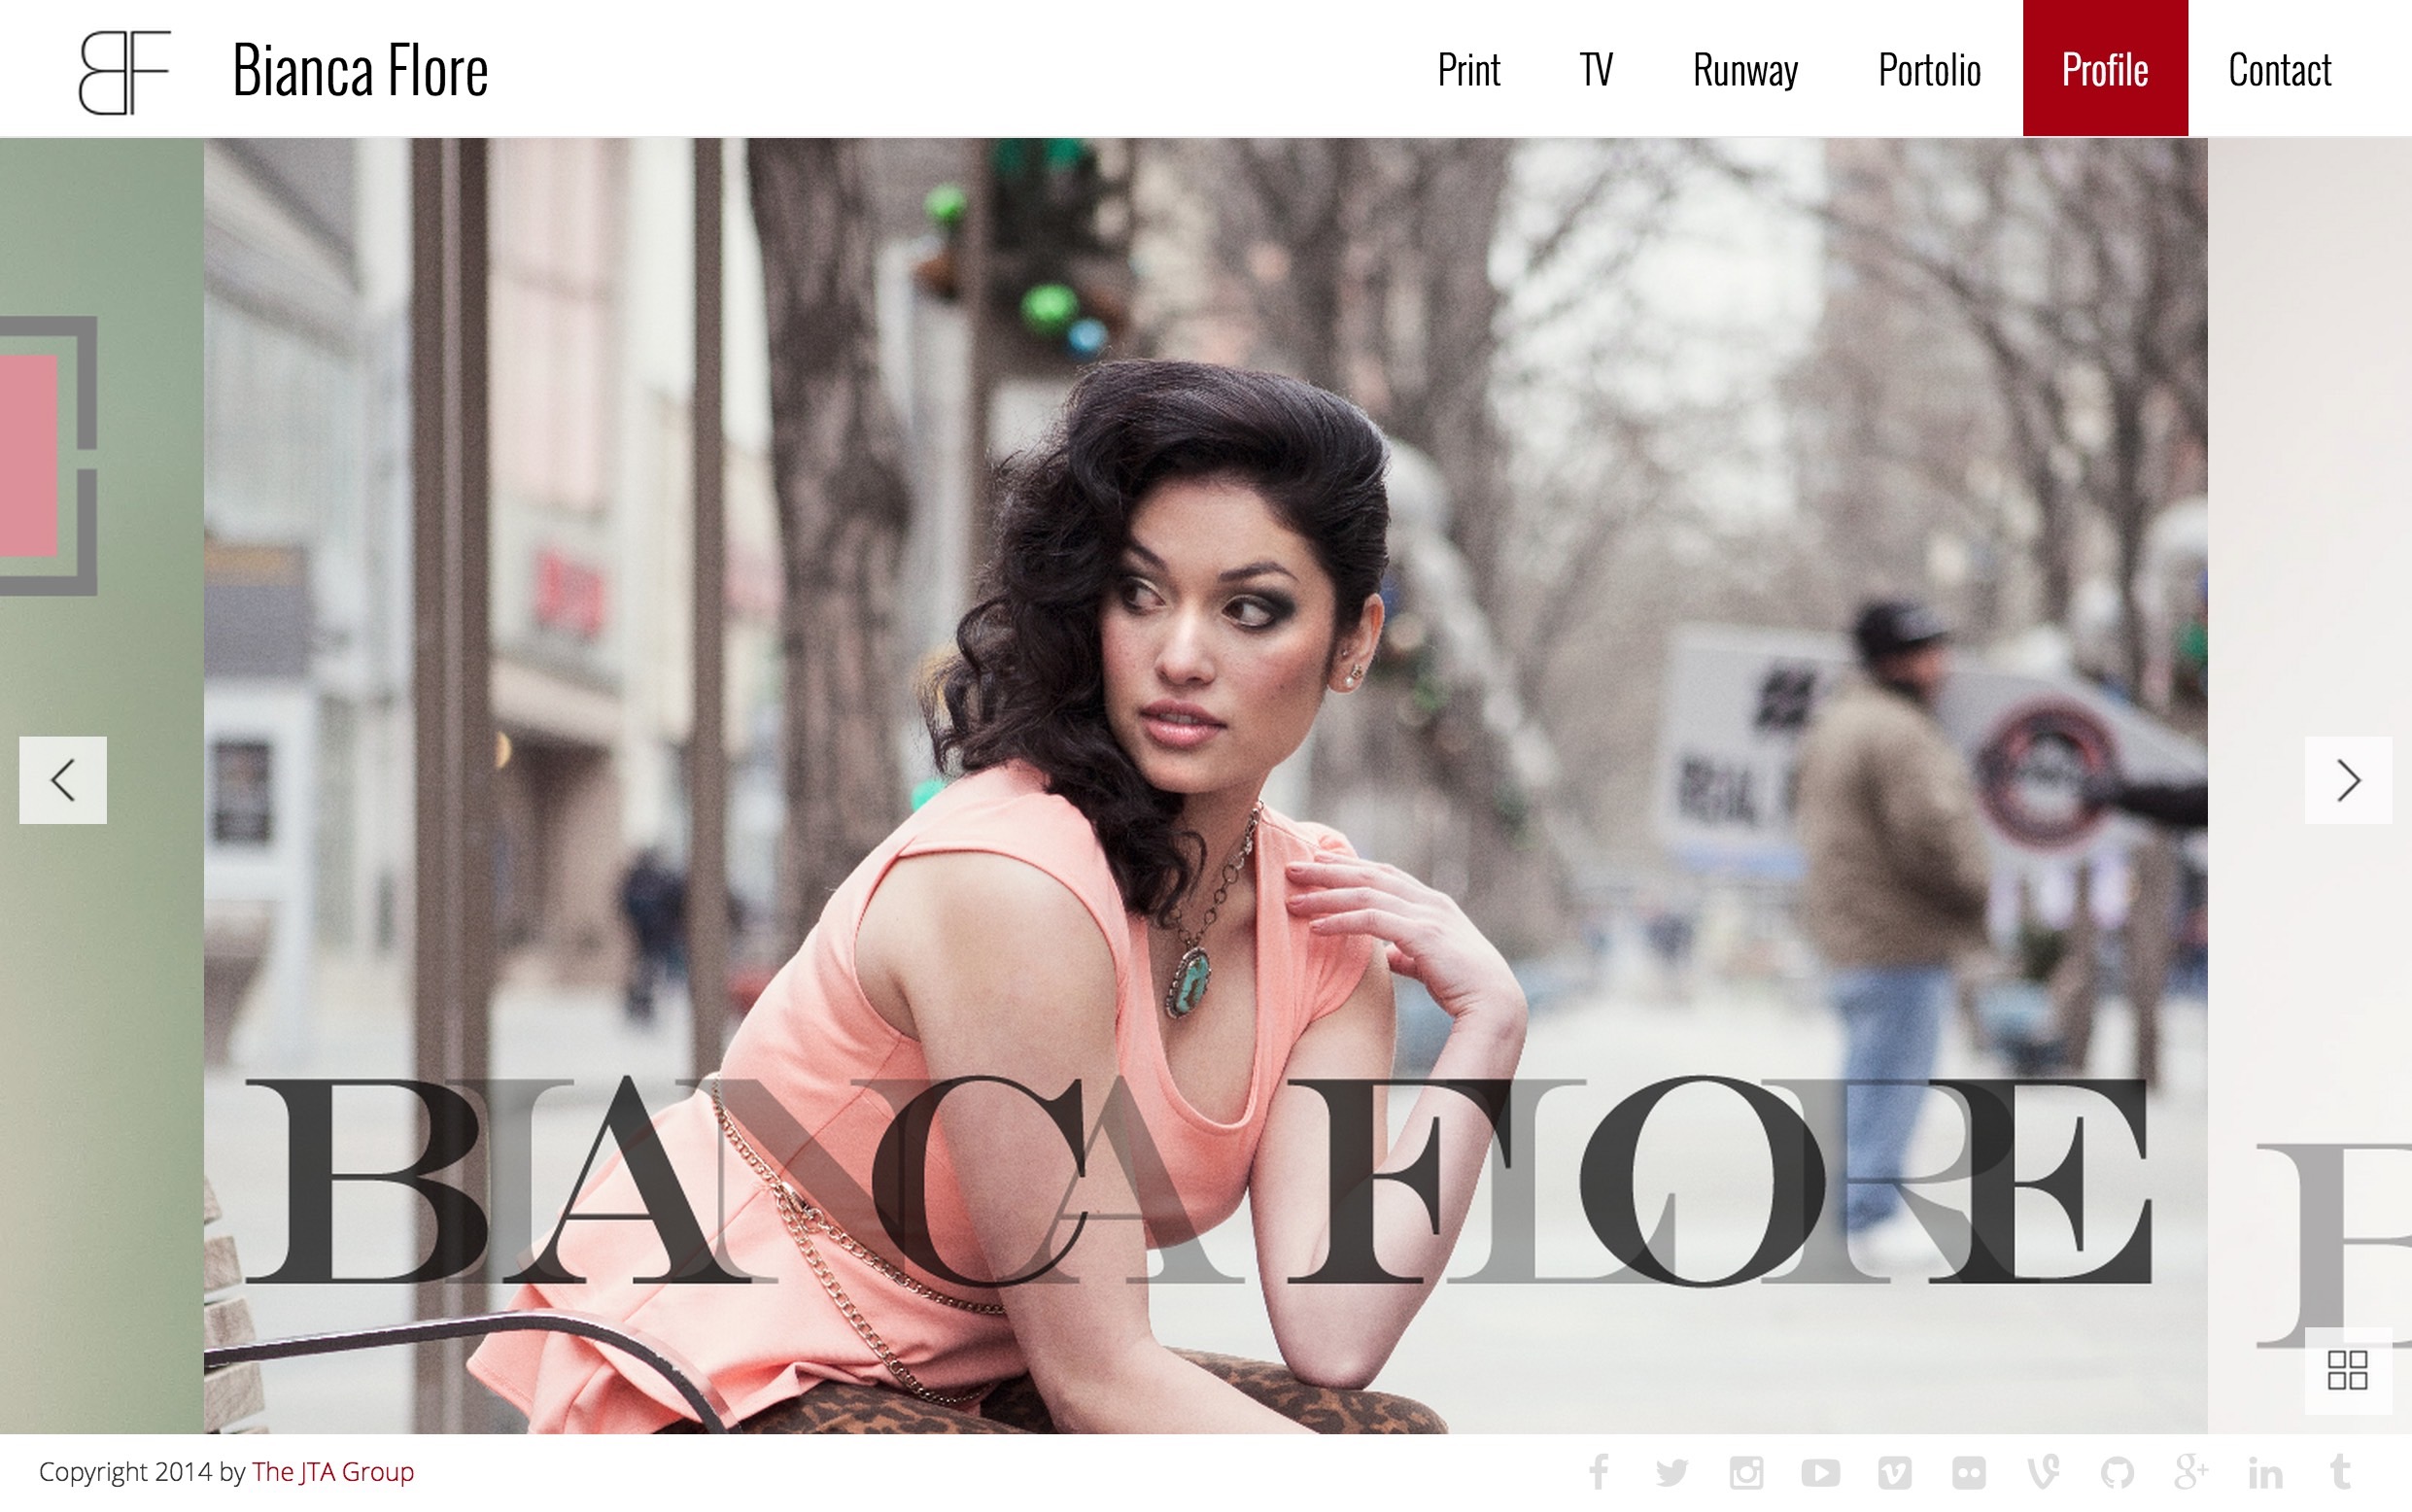 BF Bianca Flore Print TV Runway Portolio Profile Contact
BIANCA FLORE
Copyright 2014 by The JTA Group